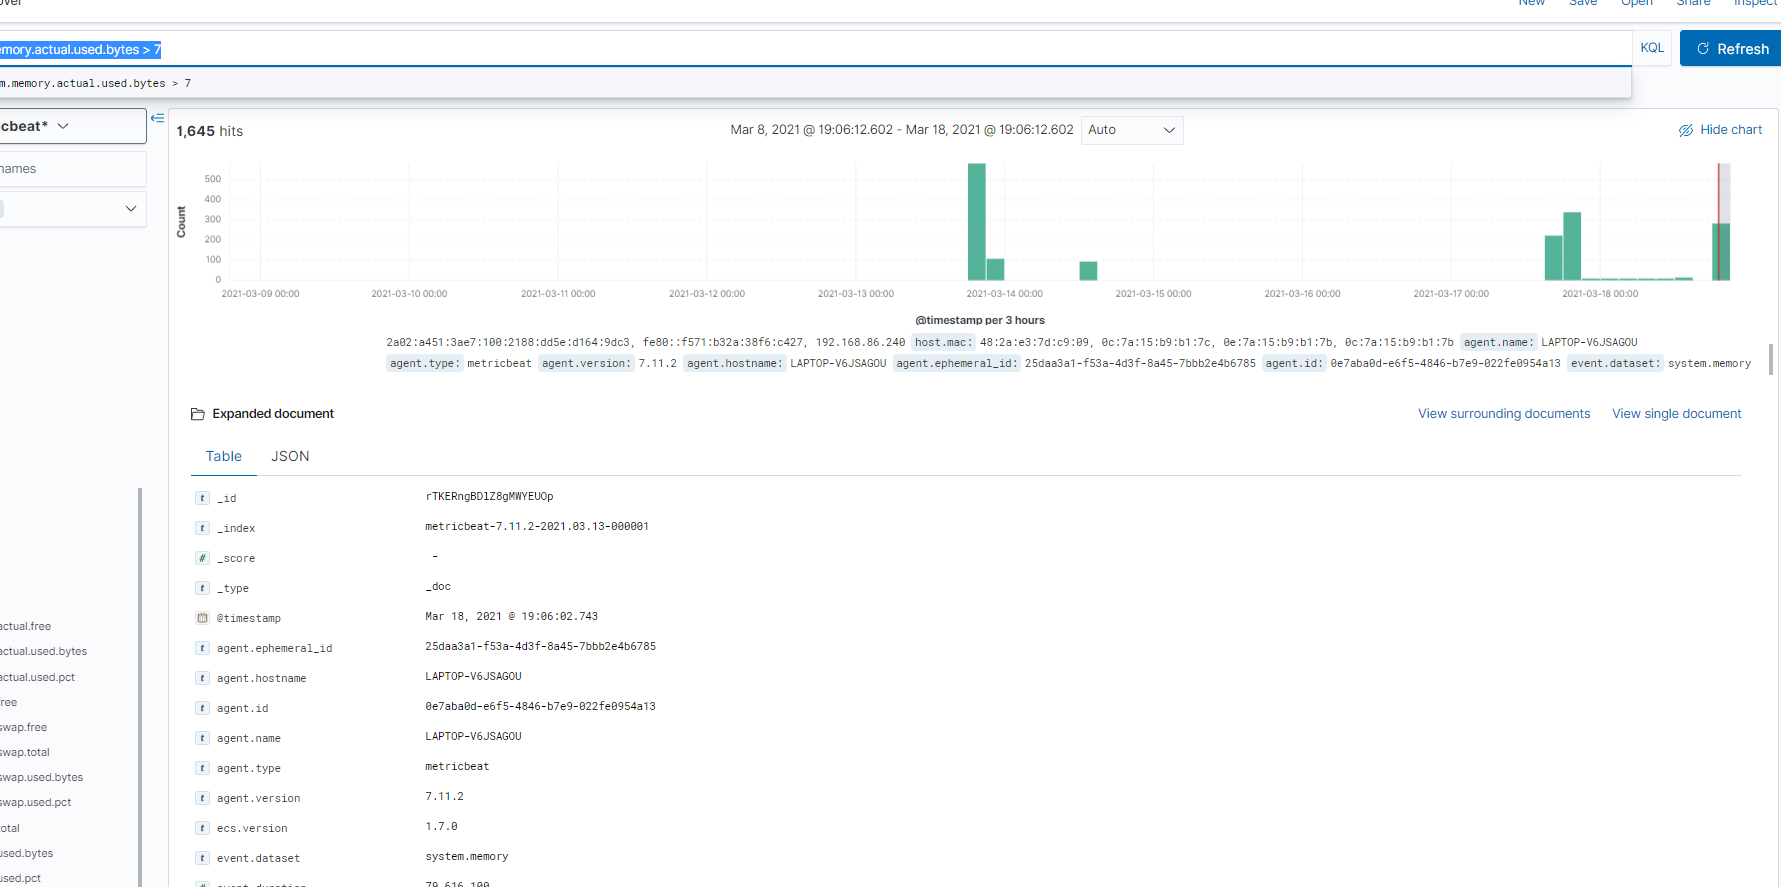 over
New Save Open Share Inspect
emory.actual.used.bytes > 7
KQL
Refresh
m.memory.actual.used.bytes > 7
cbeat*
1,645 hits
Mar 8, 2021 @ 19:06:12.602 - Mar 18, 2021 @ 19:06:12.602
Auto
Hide chart
names
Count
500
400
300
200
100
0
2021-03-09 00:00
2021-03-10 00:00
2021-03-11 00:00
2021-03-12 00:00
2021-03-13 00:00
2021-03-14 00:00
2021-03-15 00:00
2021-03-16 00:00
2021-03-17 00:00
2021-03-18 00:00
@timestamp per 3 hours
2a02:a451:3ae7:100:2188:dd5e:d164:9dc3, fe80::f571:b32a:38f6:c427, 192.168.86.240 host.mac: 48:2a:e3:7d:c9:09, 0c:7a:15:b9:b1:7c, 0e:7a:15:b9:b1:7b, 0c:7a:15:b9:b1:7b agent.name: LAPTOP-V6JSAGOU
agent.type: metricbeat agent.version: 7.11.2 agent.hostname: LAPTOP-V6JSAGOU agent.ephemeral_id: 25daa3a1-f53a-4d3f-8a45-7bbb2e4b6785 agent.id: 0e7aba0d-e6f5-4846-b7e9-022fe0954a13 event.dataset: system.memory
Expanded document
View surrounding documents
View single document
Table
JSON
t _id rTKERngBDlZ8gMWYEUOp
t _index metricbeat-7.11.2-2021.03.13-000001
# _score -
t _type _doc
@timestamp Mar 18, 2021 @ 19:06:02.743
t agent.ephemeral_id 25daa3a1-f53a-4d3f-8a45-7bbb2e4b6785
t agent.hostname LAPTOP-V6JSAGOU
t agent.id 0e7aba0d-e6f5-4846-b7e9-022fe0954a13
t agent.name LAPTOP-V6JSAGOU
t agent.type metricbeat
t agent.version 7.11.2
t ecs.version 1.7.0
t event.dataset system.memory
# event.duration 79,616,100
actual.free
actual.used.bytes
actual.used.pct
free
swap.free
swap.total
swap.used.bytes
swap.used.pct
total
used.bytes
used.pct